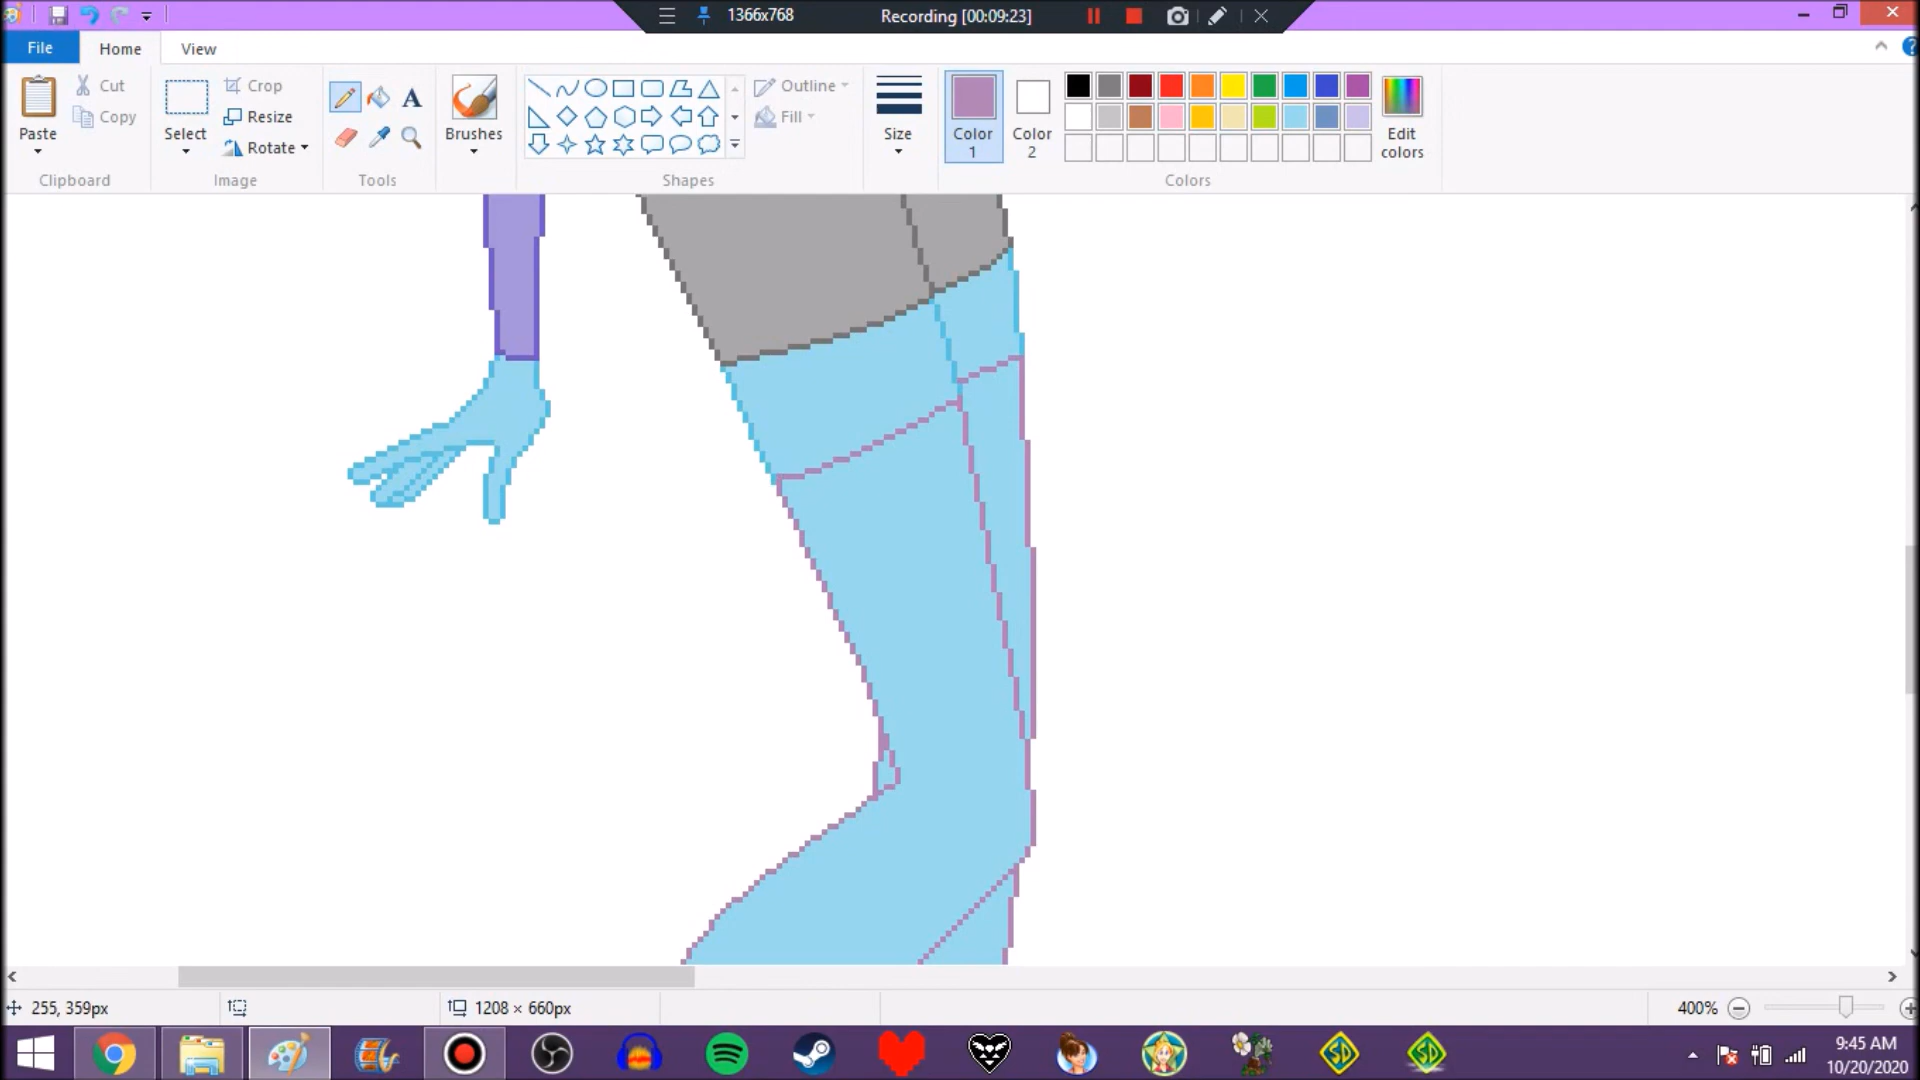 1366x768
Recording [00:09:23]
File
Home
View
Paste
Cut
Copy
Clipboard
Select
Crop
Resize
Rotate
Image
A
Tools
Brushes
Shapes
Outline
Fill
Size
Color
1
Color
2
Edit
colors
Colors
255, 359px
1208 × 660px
400%
SD
SD
9:45 AM
10/20/2020